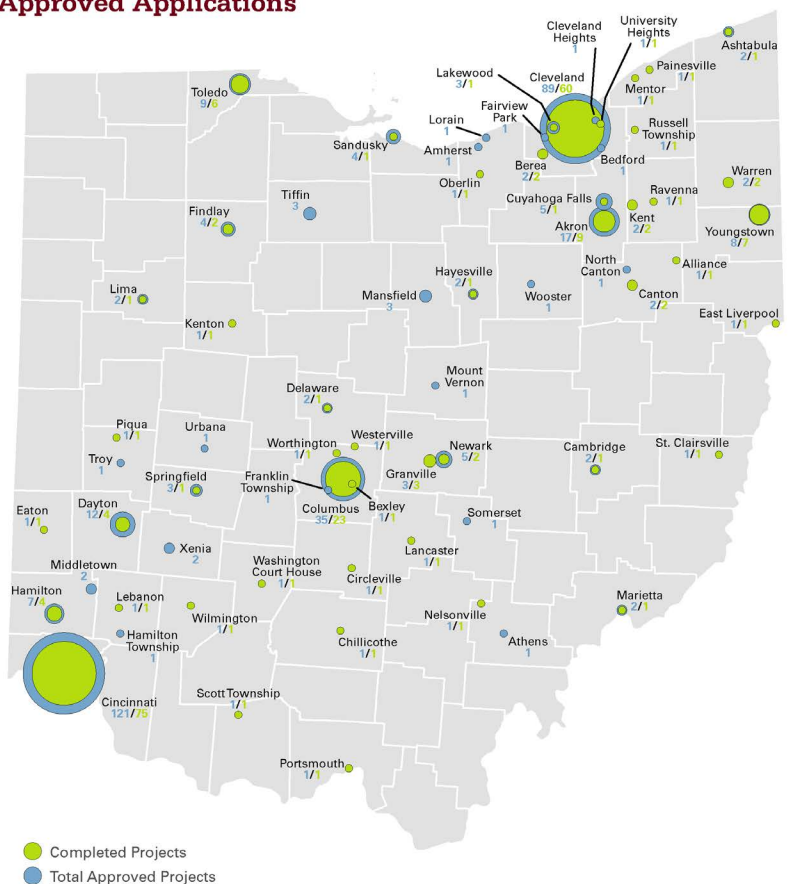 Approved Applications
Cleveland
Heights
1
University
Heights
1/1
Ashtabula
2/1
Lakewood
3/1
Cleveland
89/60
Painesville
1/1
Mentor
1/1
Toledo
9/6
Fairview
Park
1
Lorain
1
Russell
Township
1/1
Sandusky
4/1
Amherst
1
Berea
2/2
Bedford
1
Oberlin
1/1
Warren
2/2
Tiffin
3
Cuyahoga Falls
5/1
Ravenna
1/1
Findlay
4/2
Akron
17/9
Kent
2/2
Youngstown
8/7
North
Canton
1
Alliance
1/1
Hayesville
2/1
Lima
2/1
Mansfield
3
Wooster
1
Canton
2/2
East Liverpool
1/1
Kenton
1/1
Mount
Vernon
1
Delaware
2/1
Piqua
1/1
Urbana
1
Westerville
1/1
Worthington
1/1
Newark
5/2
Cambridge
2/1
St. Clairsville
1/1
Troy
1
Springfield
3/1
Franklin
Township
1
Granville
3/3
Columbus
35/23
Bexley
1/1
Dayton
12/4
Eaton
1/1
Somerset
1
Xenia
2
Lancaster
1/1
Middletown
2
Washington
Court House
1/1
Circleville
1/1
Hamilton
7/4
Lebanon
1/1
Wilmington
1/1
Marietta
2/1
Nelsonville
1/1
Hamilton
Township
1
Chillicothe
1/1
Athens
1
Cincinnati
121/75
Scott Township
1/1
Portsmouth
1/1
Completed Projects
Total Approved Projects